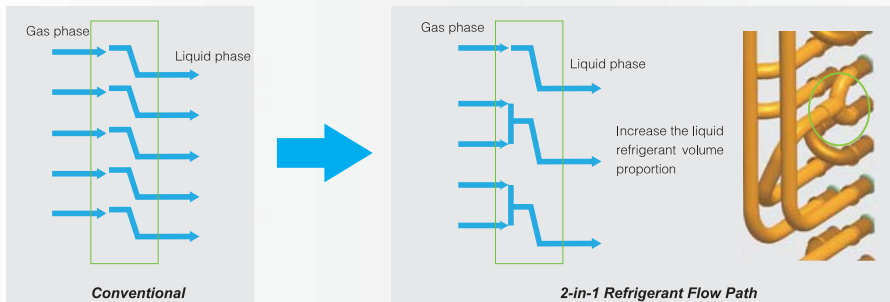 Gas phase
Liquid phase
Conventional
Gas phase
Liquid phase
Increase the liquid
refrigerant volume
proportion
2-in-1 Refrigerant Flow Path